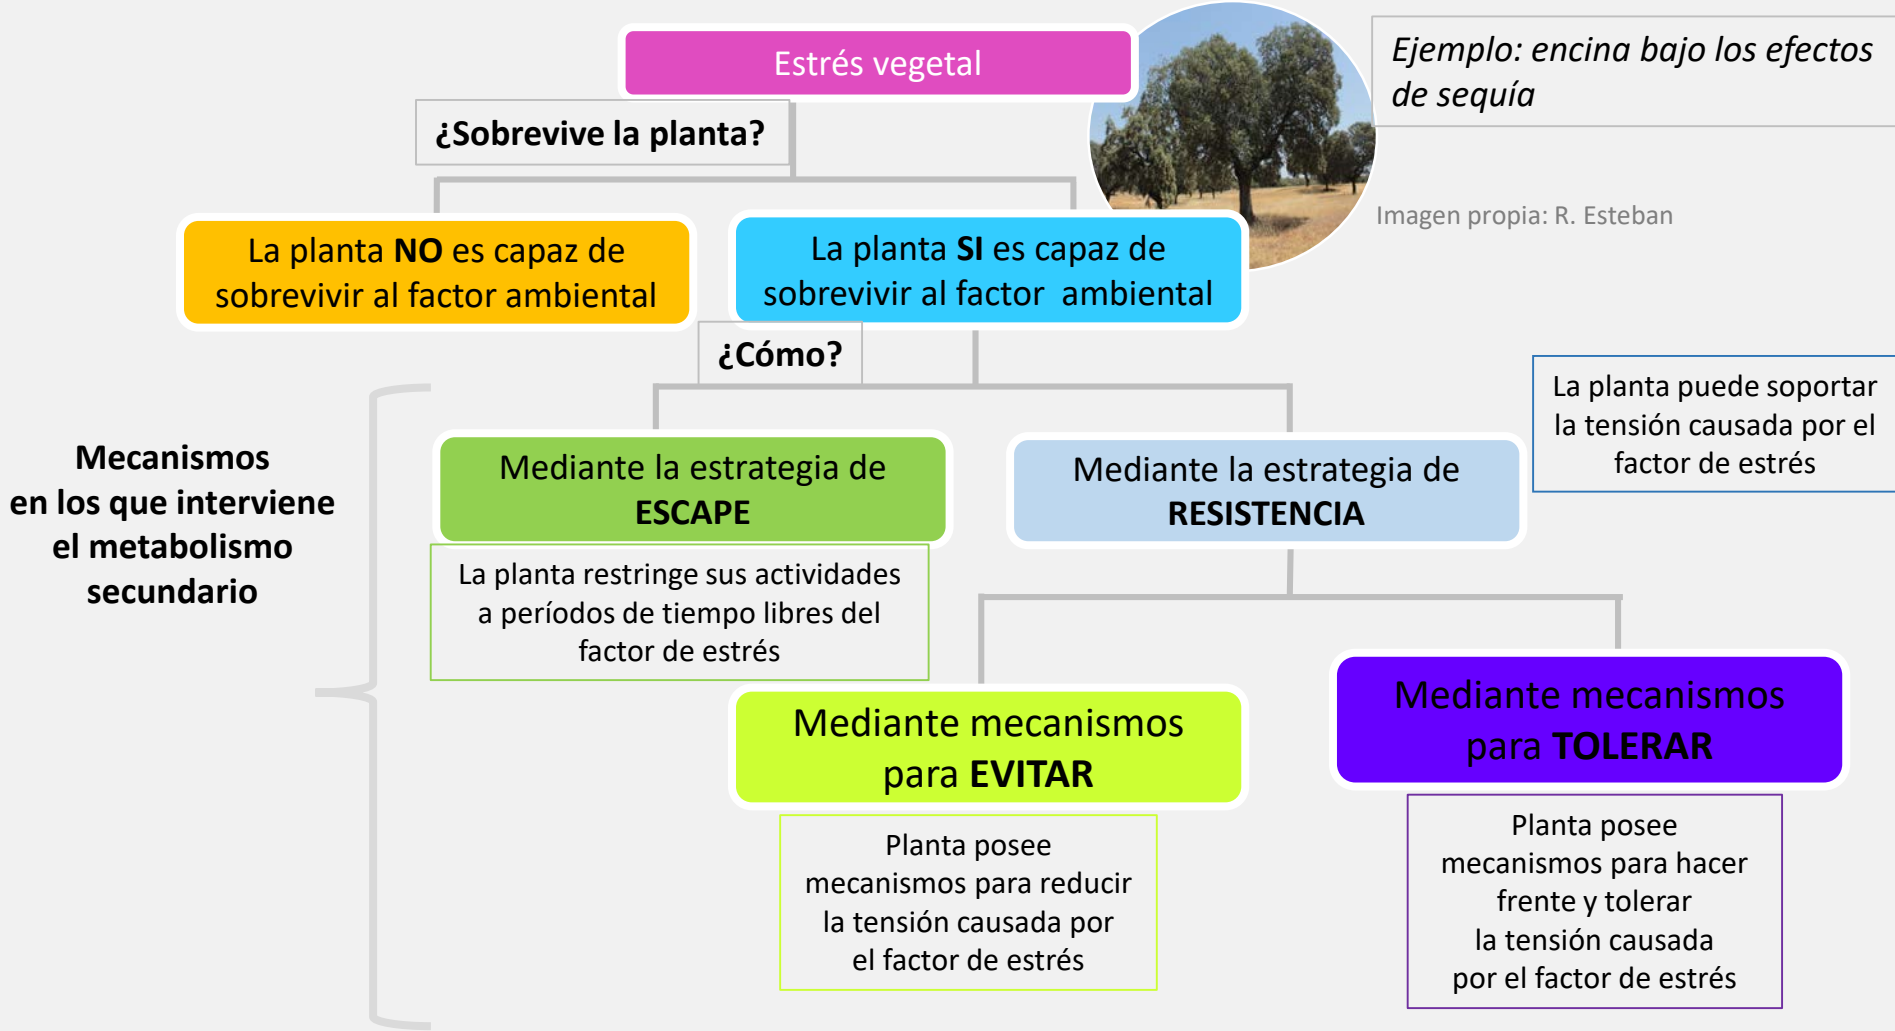 Estrés vegetal
Ejemplo: encina bajo los efectos
de sequía
¿Sobrevive la planta?
Imagen propia: R. Esteban
La planta NO es capaz de
sobrevivir al factor ambiental
La planta SI es capaz de
sobrevivir al factor ambiental
¿Cómo?
La planta puede soportar
la tensión causada por el
factor de estrés
Mecanismos
en los que interviene
el metabolismo
secundario
Mediante la estrategia de
ESCAPE
Mediante la estrategia de
RESISTENCIA
La planta restringe sus actividades
a períodos de tiempo libres del
factor de estrés
Mediante mecanismos
para EVITAR
Mediante mecanismos
para TOLERAR
Planta posee
mecanismos para reducir
la tensión causada por
el factor de estrés
Planta posee
mecanismos para hacer
frente y tolerar
la tensión causada
por el factor de estrés